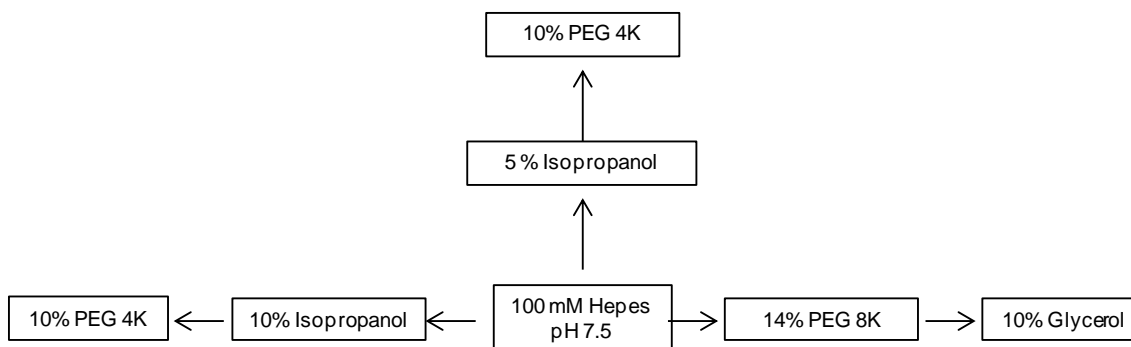 10% PEG 4K
5 % Isopropanol
10% PEG 4K
10% Isopropanol
100 mM Hepes
pH 7.5
14% PEG 8K
10% Glycerol